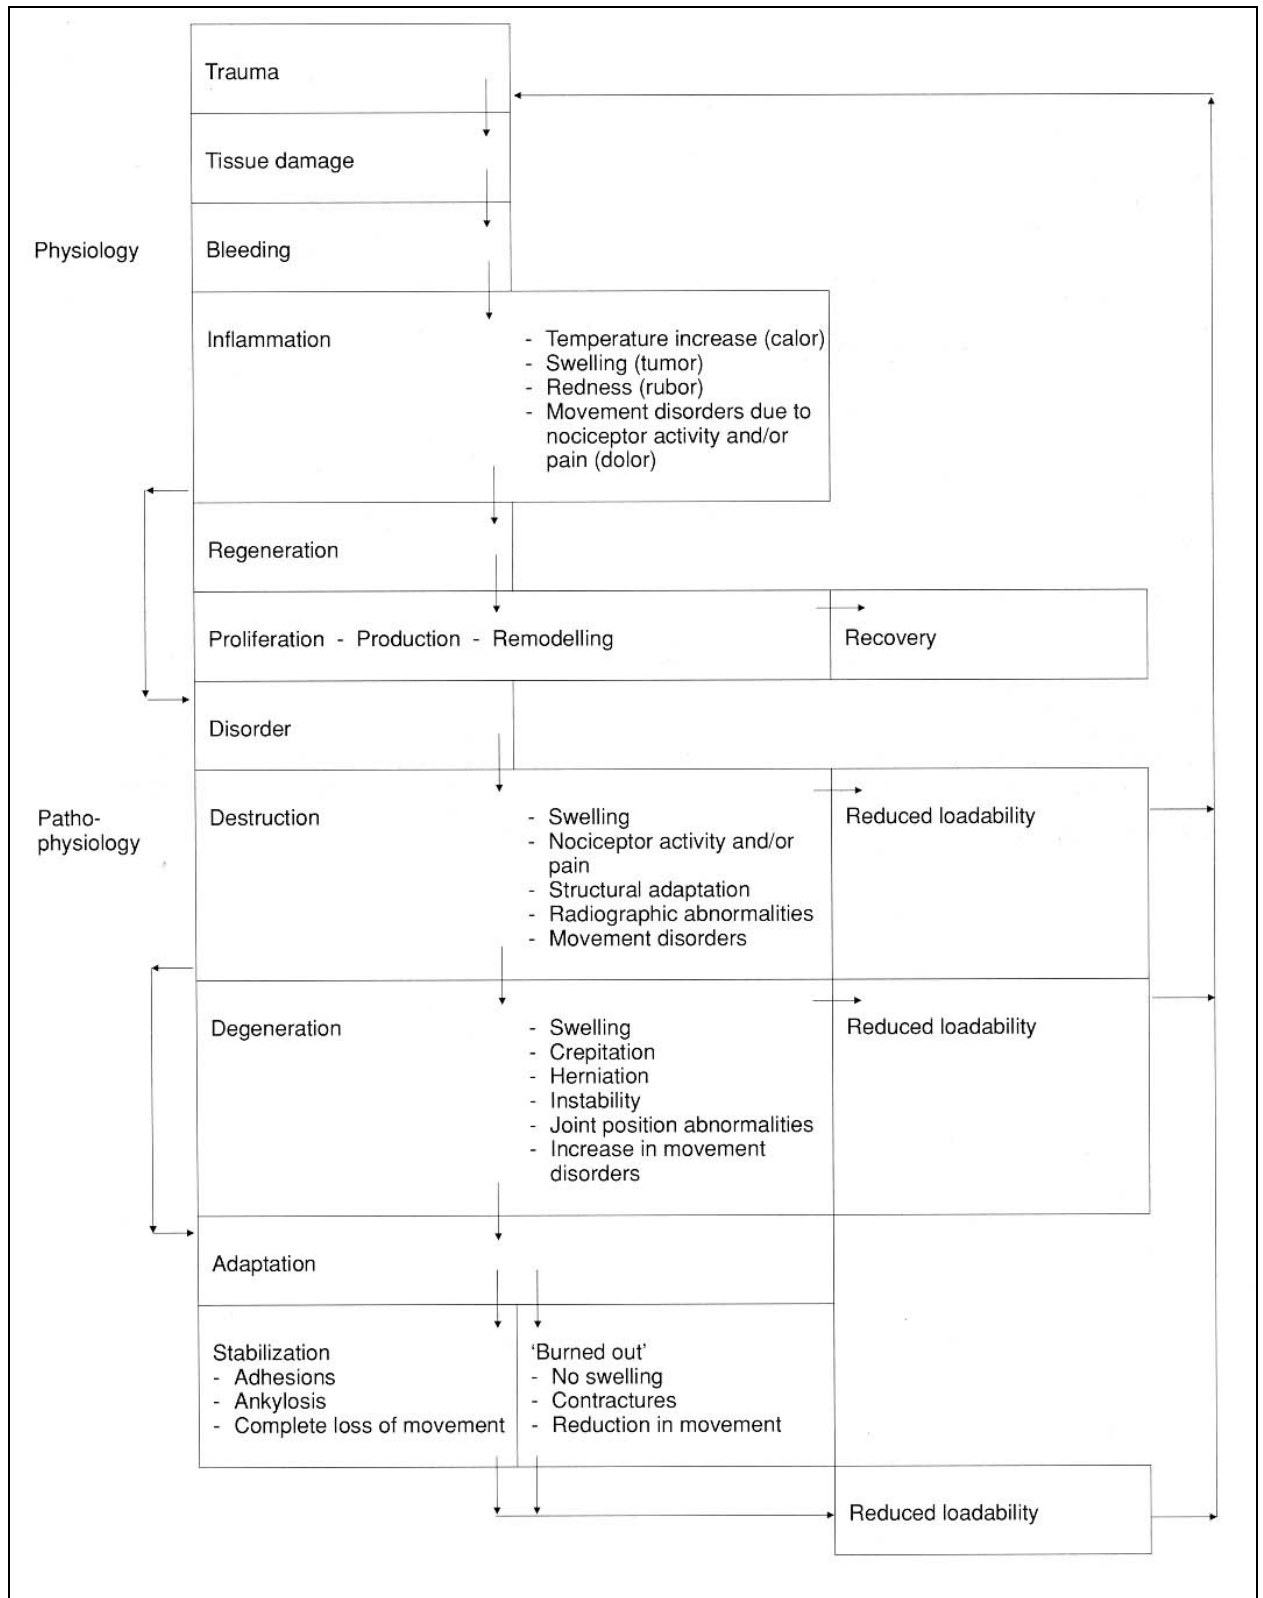 Trauma
Tissue damage
Physiology
Bleeding
Inflammation
- Temperature increase (calor)
- Swelling (tumor)
- Redness (rubor)
- Movement disorders due to
nociceptor activity and/or
pain (dolor)
Regeneration
Proliferation - Production - Remodelling
Recovery
Disorder
Patho-
physiology
Destruction
- Swelling
- Nociceptor activity and/or
pain
- Structural adaptation
- Radiographic abnormalities
- Movement disorders
Reduced loadability
Degeneration
- Swelling
- Crepitation
- Herniation
- Instability
- Joint position abnormalities
- Increase in movement
disorders
Reduced loadability
Adaptation
Stabilization
- Adhesions
- Ankylosis
- Complete loss of movement
‘Burned out’
- No swelling
- Contractures
- Reduction in movement
Reduced loadability